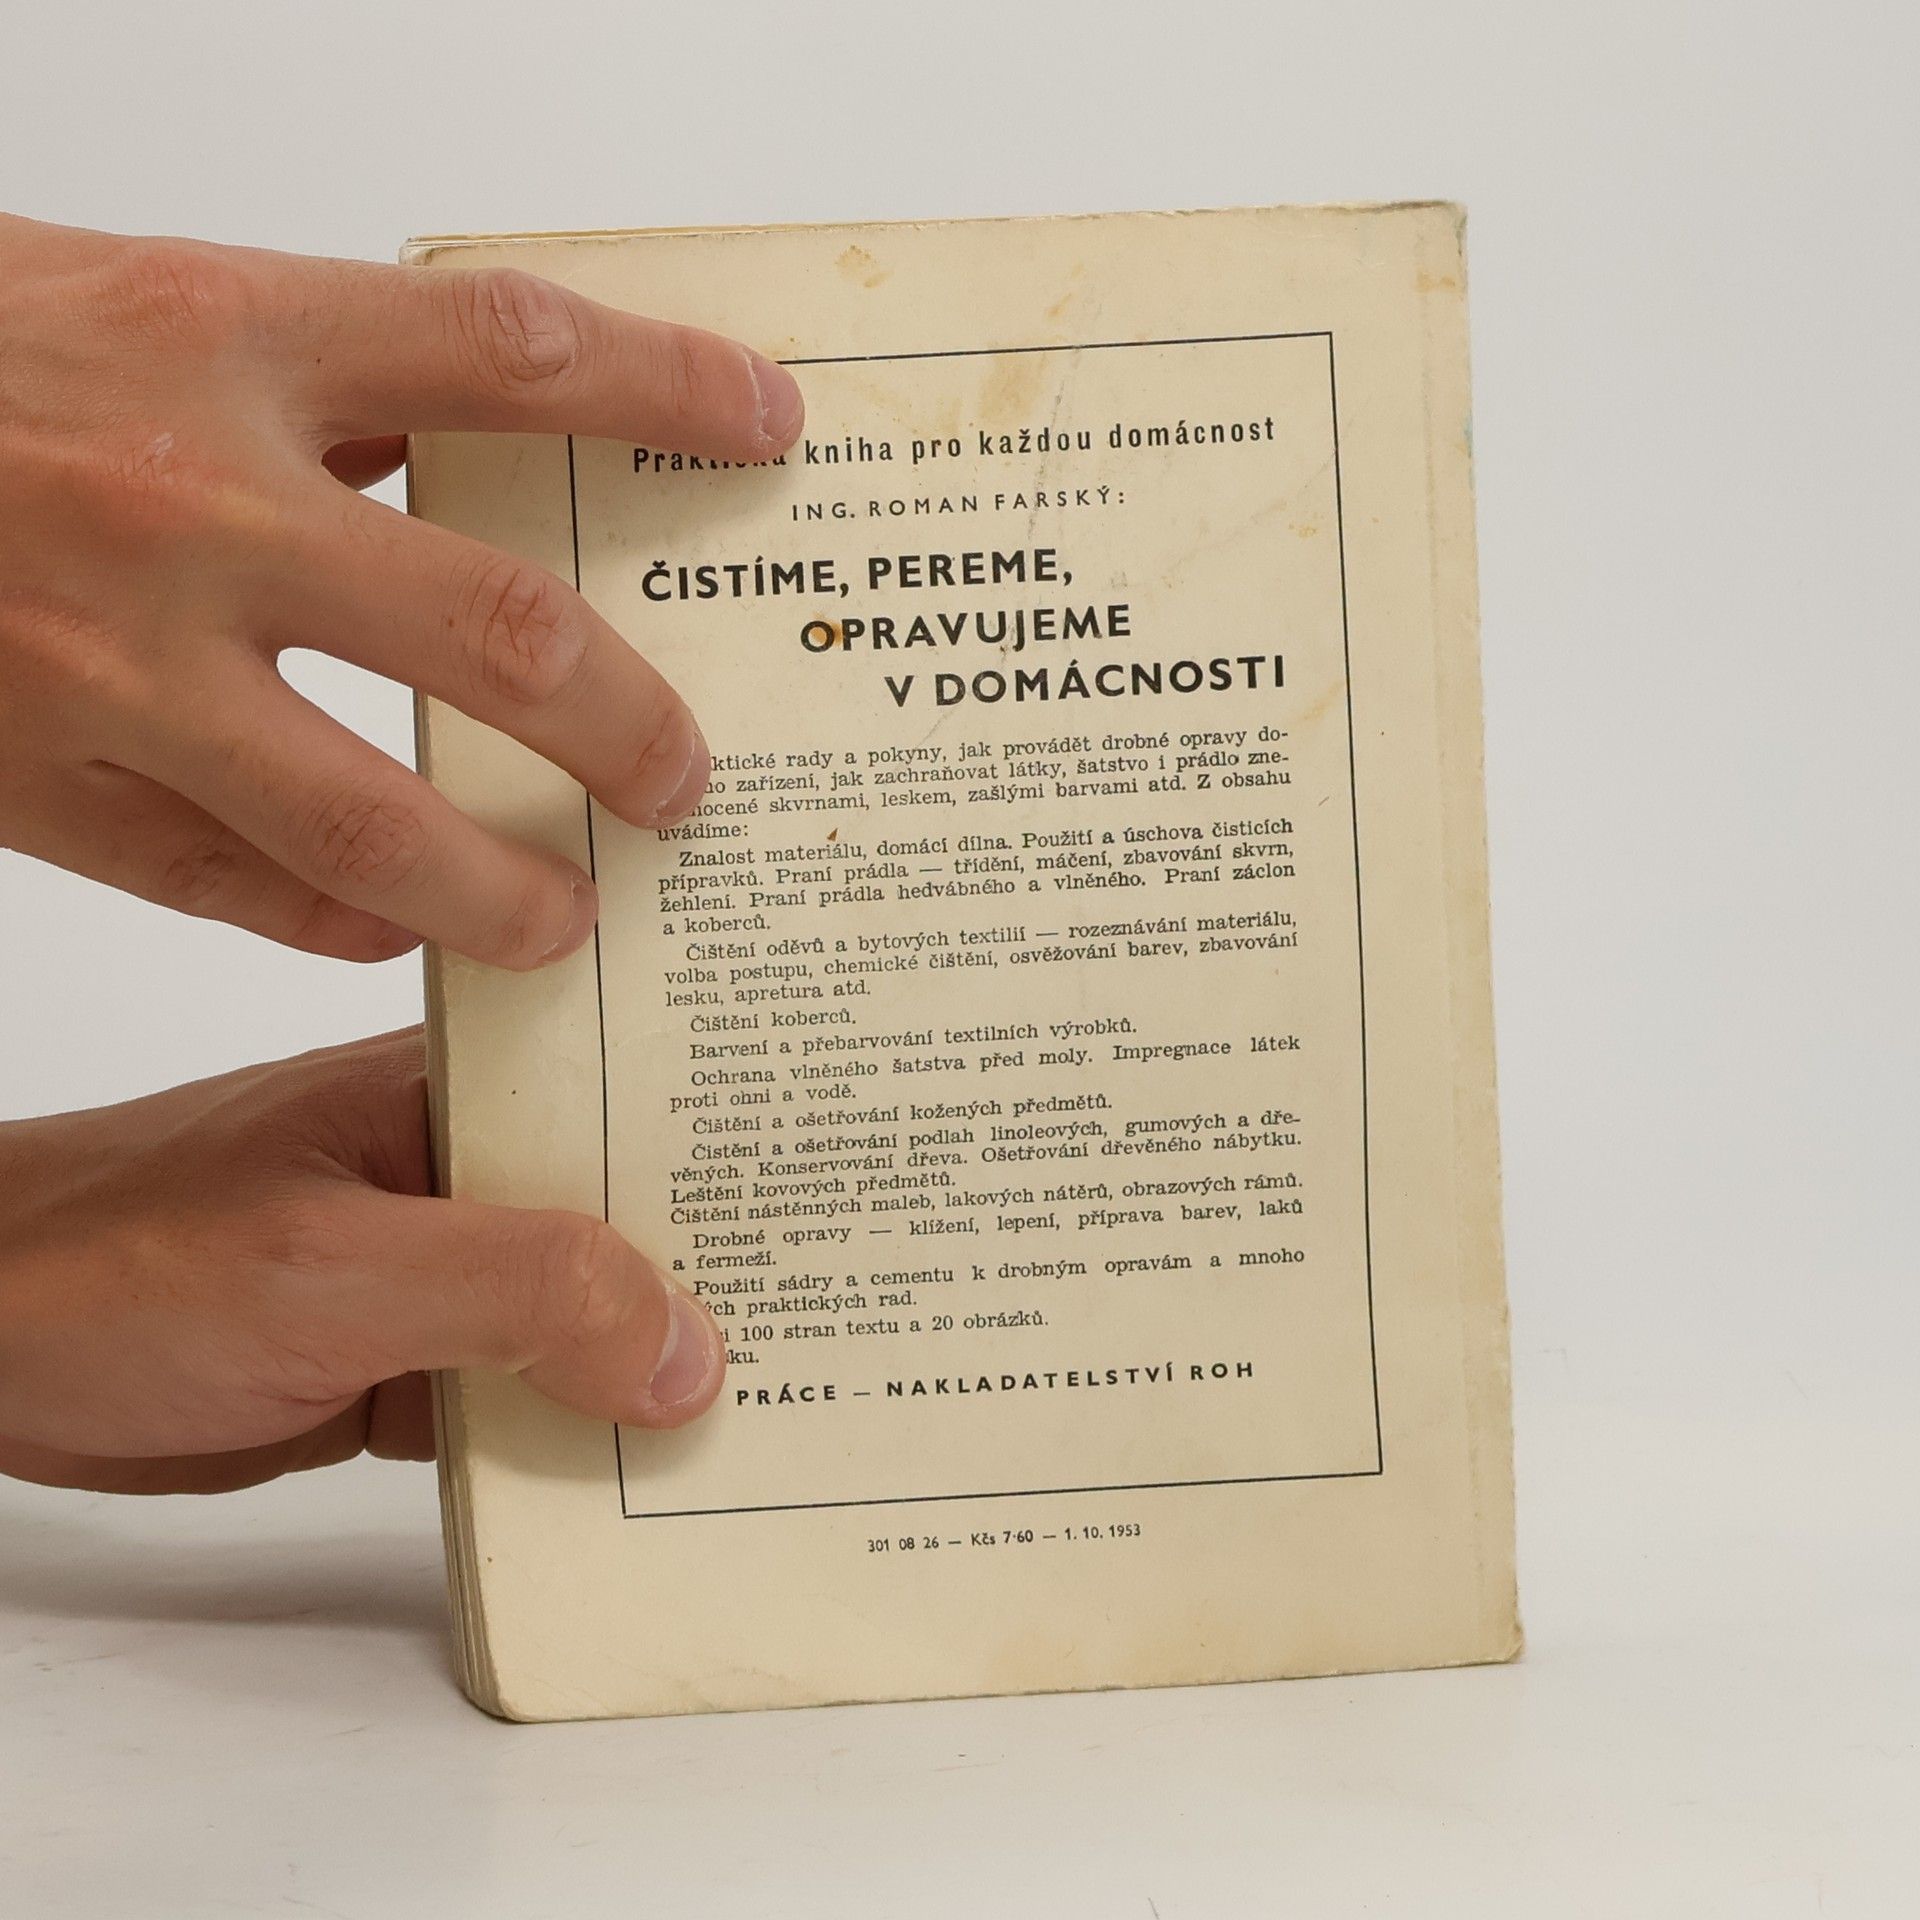 kniha pro každou domácnost
ING. ROMAN FARSKÝ:
ČISTÍME, PEREME,
OPRAVUJEME
V DOMÁCNOSTI
rady a pokyny, jak provádět drobné opravy do-
zařízení, jak zachraňovat látky, šatstvo i prádlo zne-
skvrnami, leskem, zašlými barvami atd. Z obsahu
uvádíme:
Znalost materiálu, domácí dílna. Použití a úschova čisticích
přípravků. Praní prádla — třídění, máčení, zbavování skvrn,
žehlení. Praní prádla hedvábného a vlněného. Praní záclon
a koberců.
Čištění oděvů a bytových textilií — rozeznávání materiálu,
volba postupu, chemické čištění, osvěžování barev, zbavování
lesku, apretura atd.
Čištění koberců.
Barvení a přebarvování textilních výrobků.
Ochrana vlněného šatstva před moly. Impregnace látek
proti ohni a vodě.
Čištění a ošetřování kožených předmětů.
Čistění a ošetřování podlah linoleových, gumových a dře-
věných. Konservování dřeva. Ošetřování dřevěného nábytku.
Leštění kovových předmětů.
Čištění nástěnných maleb, lakových nátěrů, obrazových rámů.
Drobné opravy — klížení, lepení, příprava barev, laků
a fermeží.
Použití sádry a cementu k drobným opravám a mnoho
praktických rad.
100 stran textu a 20 obrázků.
PRÁCE — NAKLADATELSTVÍ ROH
301 08 26 — Kčs 7·60 — 1. 10. 1953